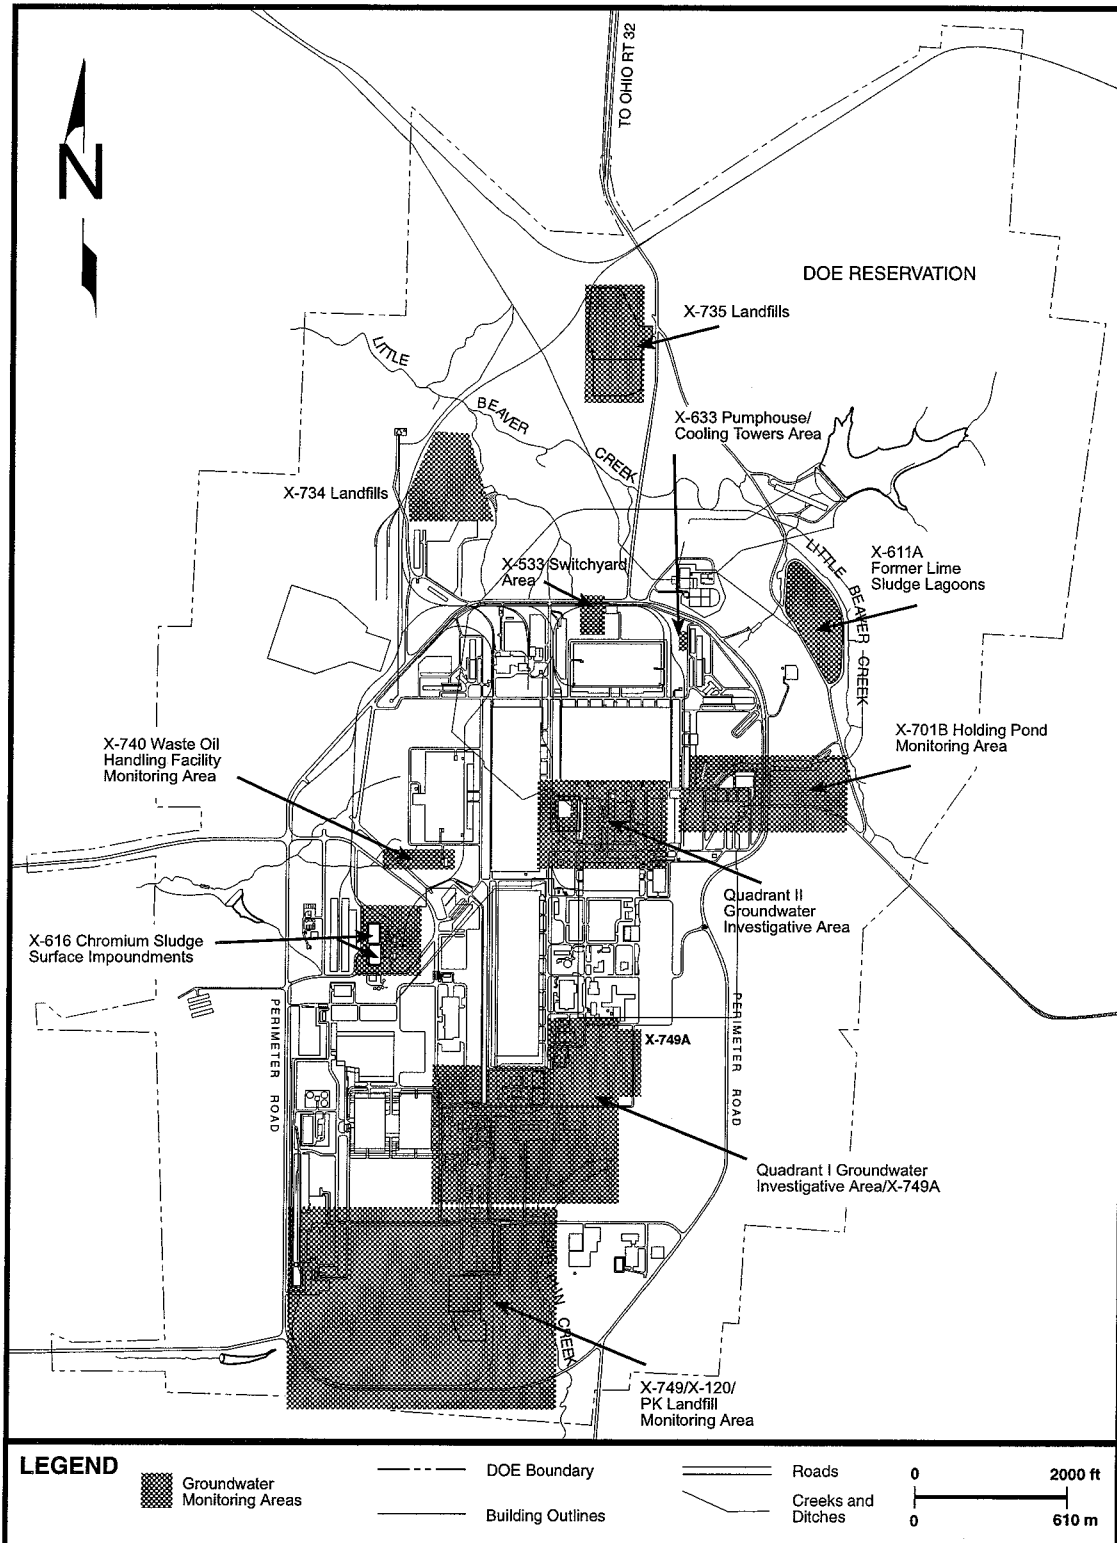 TO OHIO RT 32
N
DOE RESERVATION
X-735 Landfills
LITTLE
BEAVER
CREEK
X-633 Pumphouse/
Cooling Towers Area
X-734 Landfills
X-533 Switchyard
Area
LITTLE BEAVER CREEK
X-611A
Former Lime
Sludge Lagoons
X-701B Holding Pond
Monitoring Area
X-740 Waste Oil
Handling Facility
Monitoring Area
Quadrant II
Groundwater
Investigative Area
X-616 Chromium Sludge
Surface Impoundments
PERIMETER ROAD
PERIMETER ROAD
X-749A
Quadrant I Groundwater
Investigative Area/X-749A
CREEK
X-749/X-120/
PK Landfill
Monitoring Area
LEGEND
Groundwater
Monitoring Areas
DOE Boundary
Building Outlines
Roads
Creeks and
Ditches
0 2000 ft
0 610 m